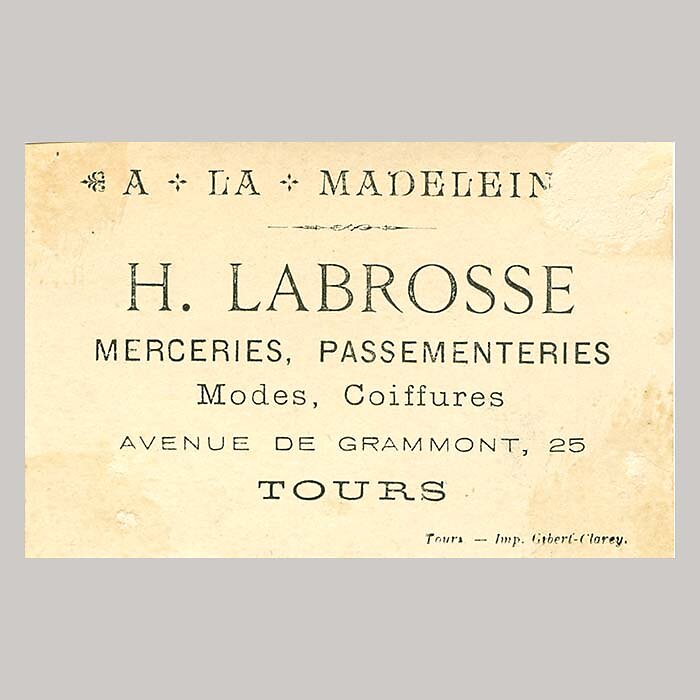 A LA MADELEIN
H. LABROSSE
MERCERIES, PASSEMENTERIES
Modes, Coiffures
AVENUE DE GRAMMONT, 25
TOURS
Tours — Imp. Gibert-Clarey.